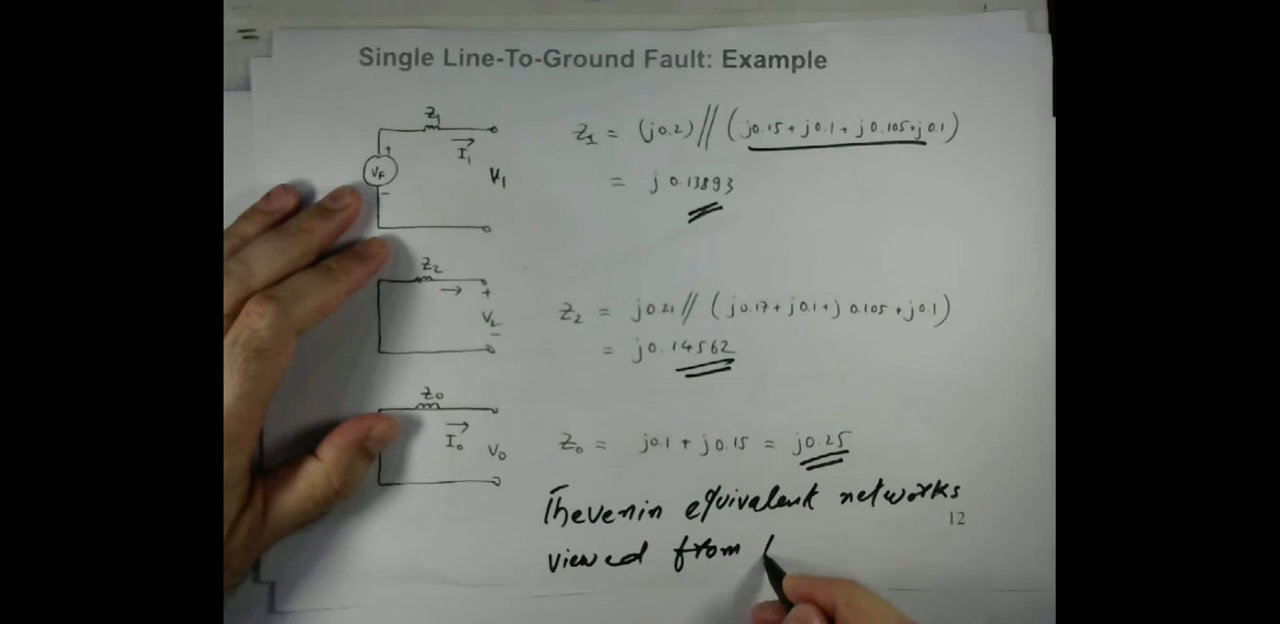 Single Line-To-Ground Fault: Example
Z1
VF
+
-
I1
V1
Z1 = (j0.2) // (j0.15 + j0.1 + j0.105 + j0.1)
= j 0.13893
Z2
+
V2
-
Z2 = j0.21 // (j0.17 + j0.1 + j 0.105 + j0.1)
= j0.14562
Z0
I0
V0
Z0 = j0.1 + j0.15 = j0.25
Thevenin equivalent networks
12
viewed from